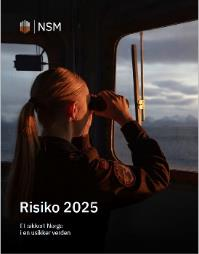 NSM
Risiko 2025
Et sikkert Norge
i en usikker verden